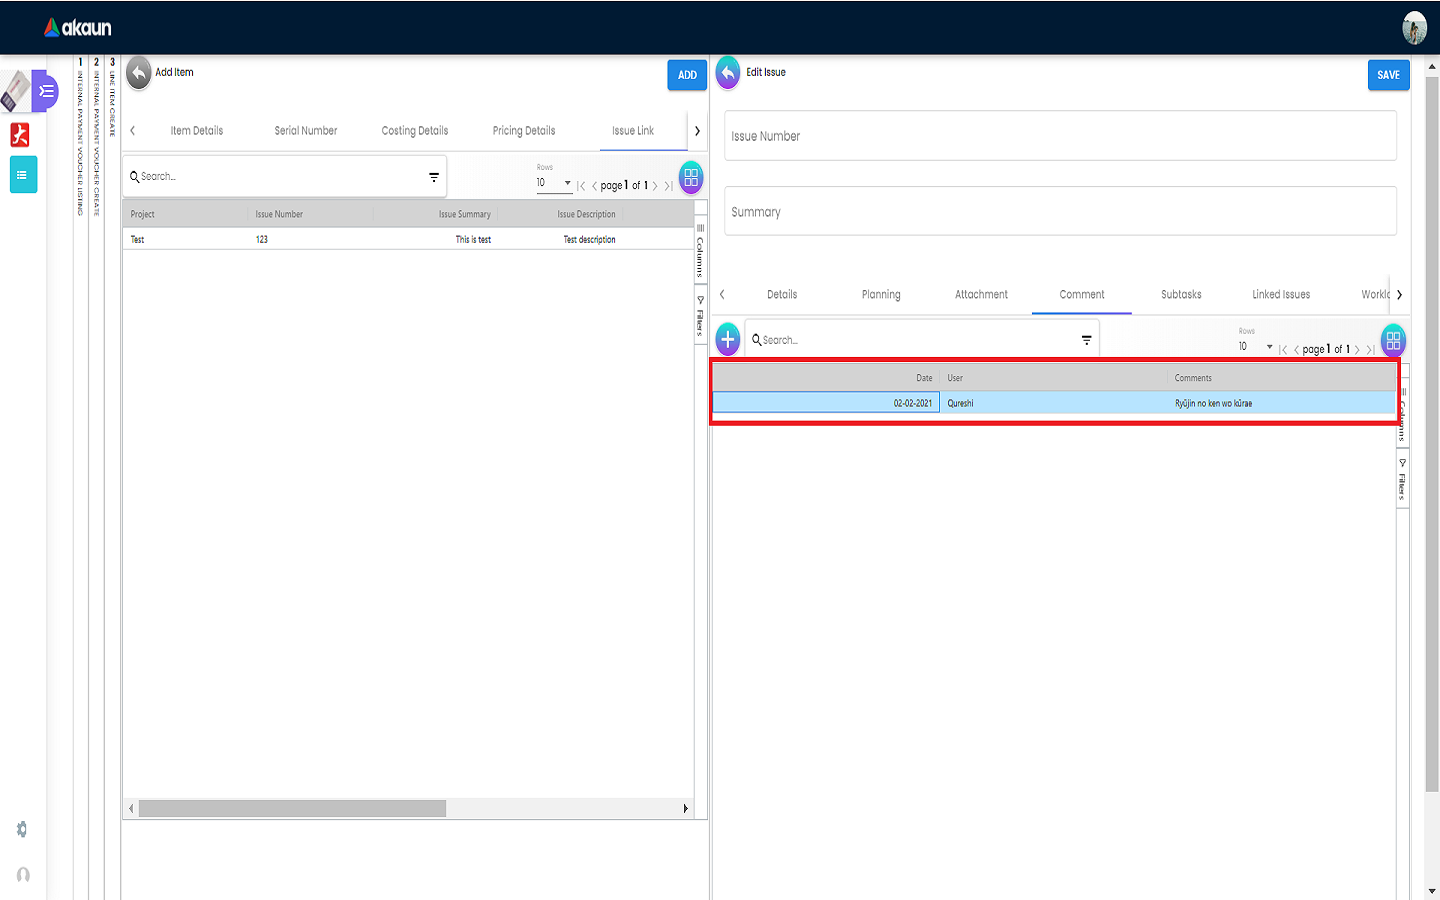 akaun
1 INTERNAL PAYMENT VOUCHER LISTING
2 INTERNAL PAYMENT VOUCHER CREATE
3 LINE ITEM CREATE
Add Item
ADD
Item Details Serial Number Costing Details Pricing Details Issue Link
Search...
Rows
10 page 1 of 1
Project Issue Number Issue Summary Issue Description
Test 123 This is test Test description
Columns
Filters
Edit Issue
SAVE
Issue Number
Summary
Details Planning Attachment Comment Subtasks Linked Issues Worklo
Search...
Rows
10 page 1 of 1
Date User Comments
02-02-2021 Qureshi Ryūjin no ken wo kūrae
Columns
Filters